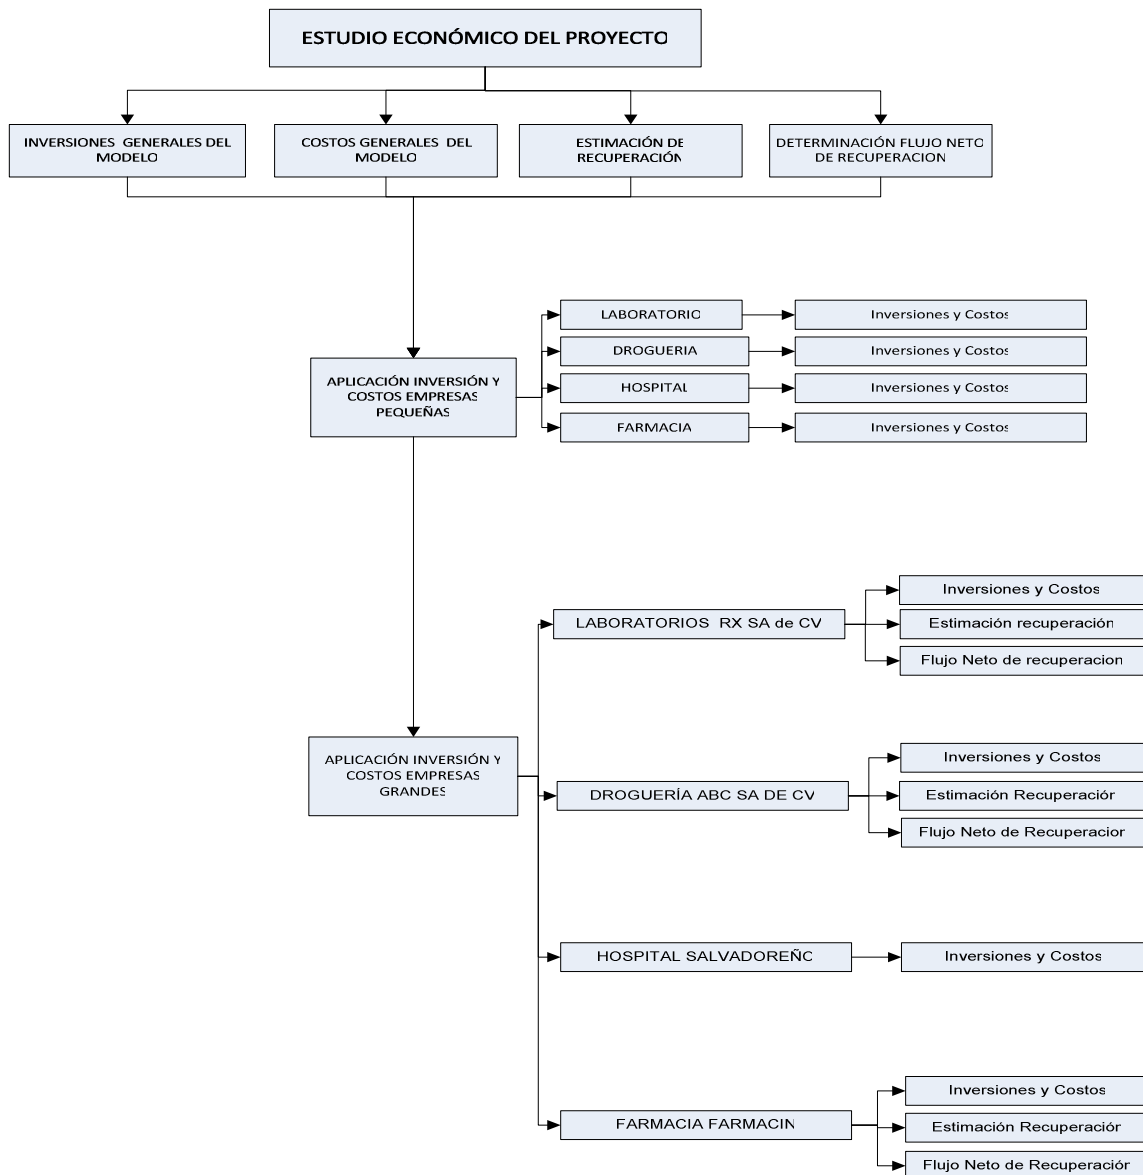 ESTUDIO ECONÓMICO DEL PROYECTO
INVERSIONES GENERALES DEL
MODELO
COSTOS GENERALES DEL
MODELO
ESTIMACIÓN DE
RECUPERACIÓN
DETERMINACIÓN FLUJO NETO
DE RECUPERACION
APLICACIÓN INVERSIÓN Y
COSTOS EMPRESAS
PEQUEÑAS
LABORATORIO
Inversiones y Costos
DROGUERIA
Inversiones y Costos
HOSPITAL
Inversiones y Costos
FARMACIA
Inversiones y Costos
APLICACIÓN INVERSIÓN Y
COSTOS EMPRESAS
GRANDES
LABORATORIOS RX SA de CV
Inversiones y Costos
Estimación recuperación
Flujo Neto de recuperacion
DROGUERÍA ABC SA DE CV
Inversiones y Costos
Estimación Recuperación
Flujo Neto de Recuperacion
HOSPITAL SALVADOREÑO
Inversiones y Costos
FARMACIA FARMACIN
Inversiones y Costos
Estimación Recuperación
Flujo Neto de Recuperación